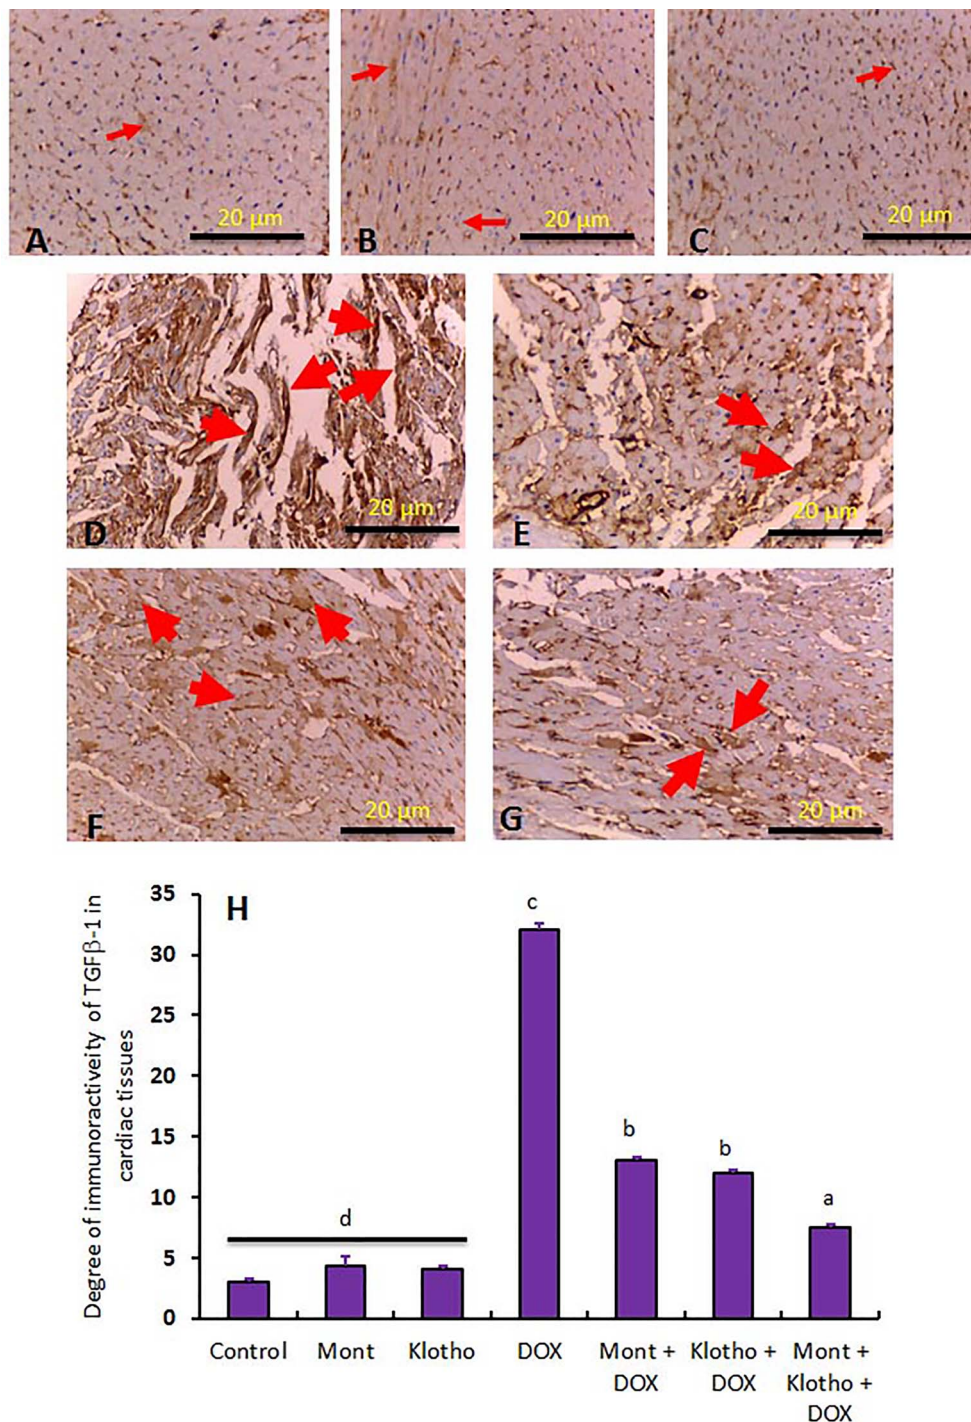 20 µm
A
20 µm
B
20 µm
C
20 µm
D
20 µm
E
20 µm
F
20 µm
G
H
Degree of immunoractiveity of TGFβ-1 in
cardiac tissues
35
30
25
20
15
10
5
0
d
c
b
b
a
Control
Mont
Klotho
DOX
Mont +
DOX
Klotho +
DOX
Mont +
Klotho +
DOX